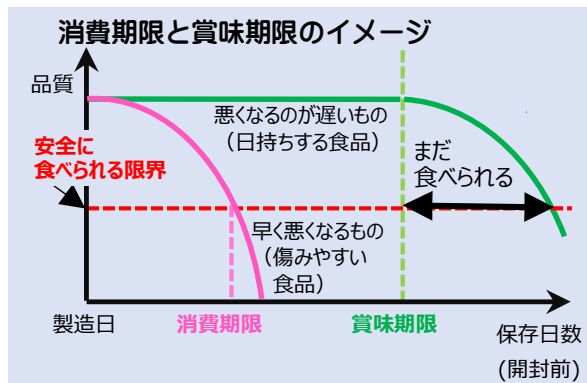 消費期限と賞味期限のイメージ
品質
悪くなるのが遅いもの
（日持ちする食品）
安全に
食べられる限界
まだ
食べられる
早く悪くなるもの
（傷みやすい
食品）
製造日
消費期限
賞味期限
保存日数
(開封前)